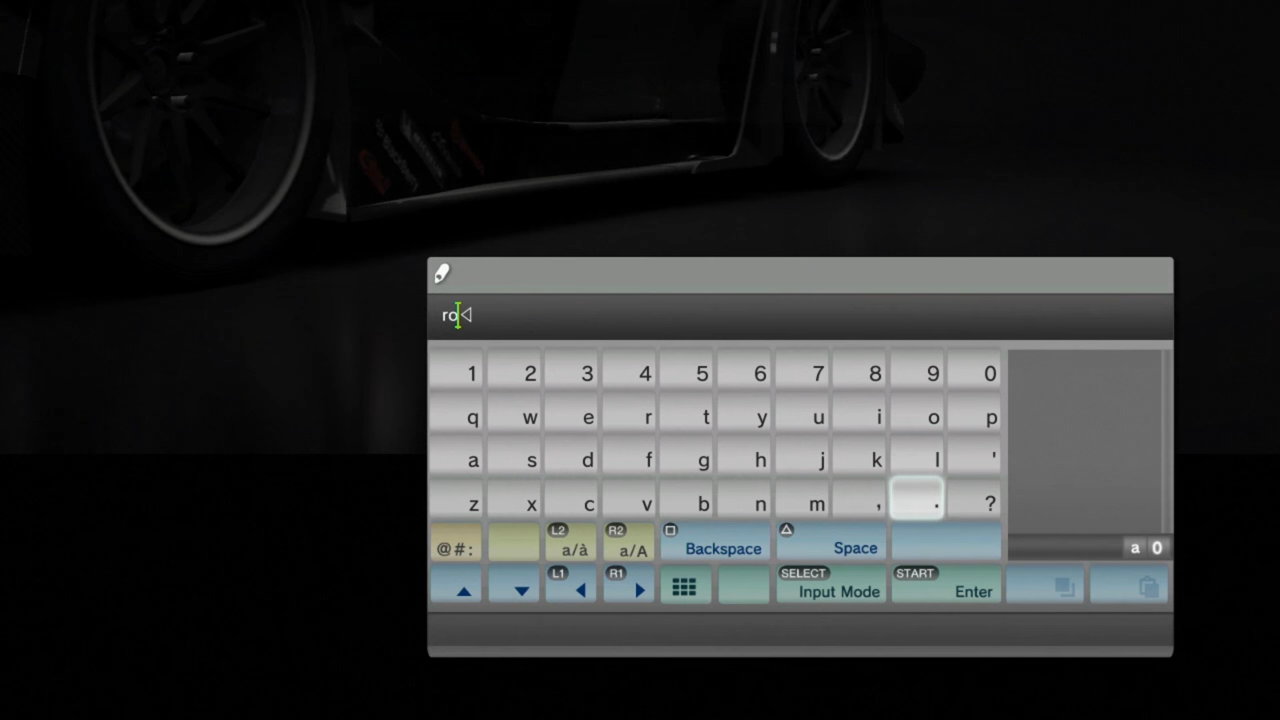 ro
1 2 3 4 5 6 7 8 9 0
q w e r t y u i o p
a s d f g h j k l '
z x c v b n m , . ?
@#: L2 a/à R2 a/A Backspace Space a 0
L1 R1 SELECT Input Mode START Enter